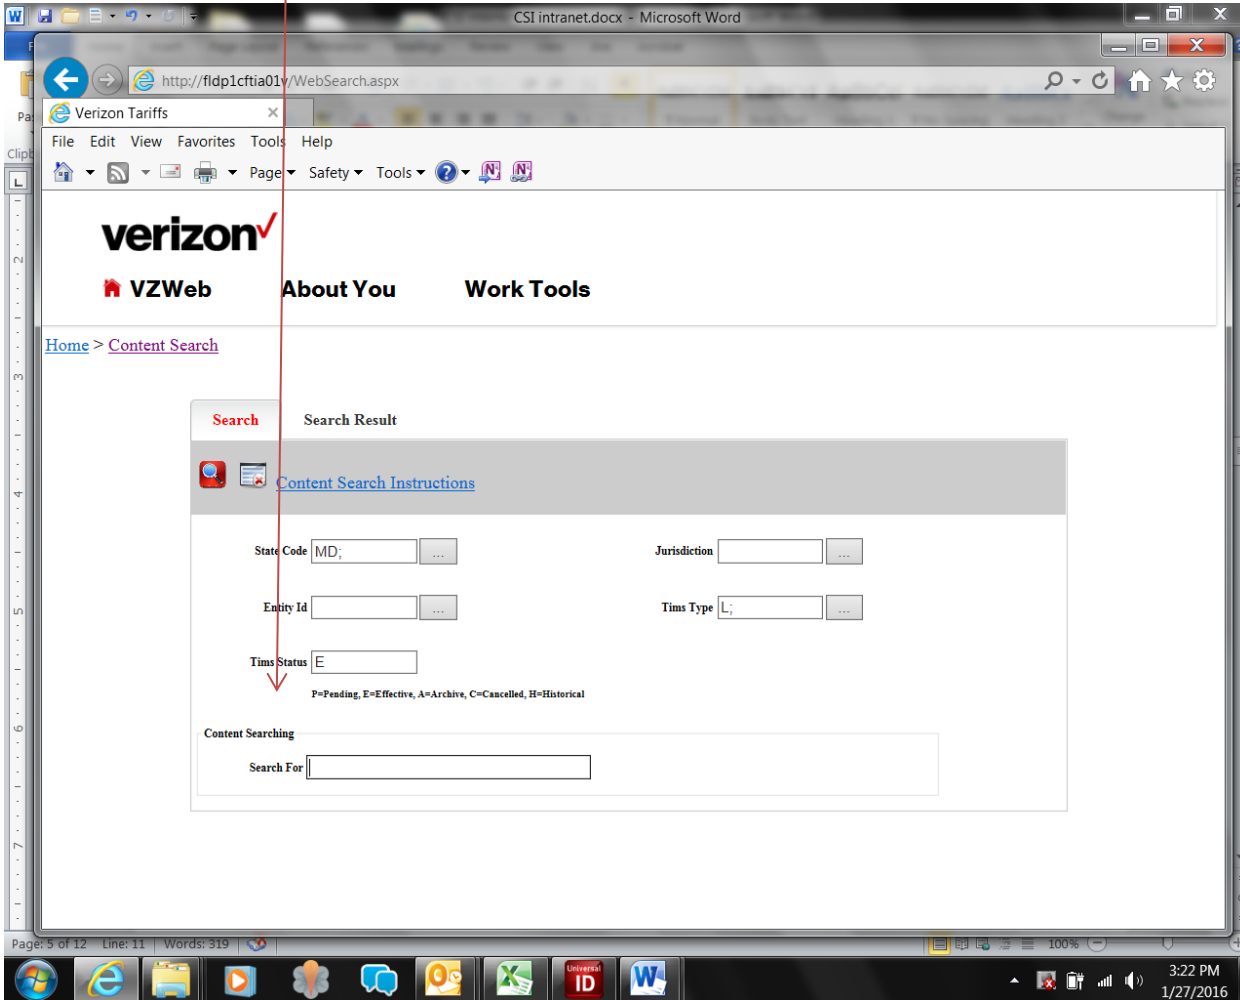 CSI intranet.docx - Microsoft Word
http://fldp1cftia01v/WebSearch.aspx
Verizon Tariffs
File Edit View Favorites Tools Help
Page Safety Tools
verizon
VZWeb About You Work Tools
Home > Content Search
Search Search Result
Content Search Instructions
State Code MD; ... Jurisdiction ...
Entity Id ... Tims Type L; ...
Tims Status E
P=Pending, E=Effective, A=Archive, C=Cancelled, H=Historical
Content Searching
Search For
Page: 5 of 12 Line: 11 Words: 319 100%
Universal
ID
3:22 PM
1/27/2016